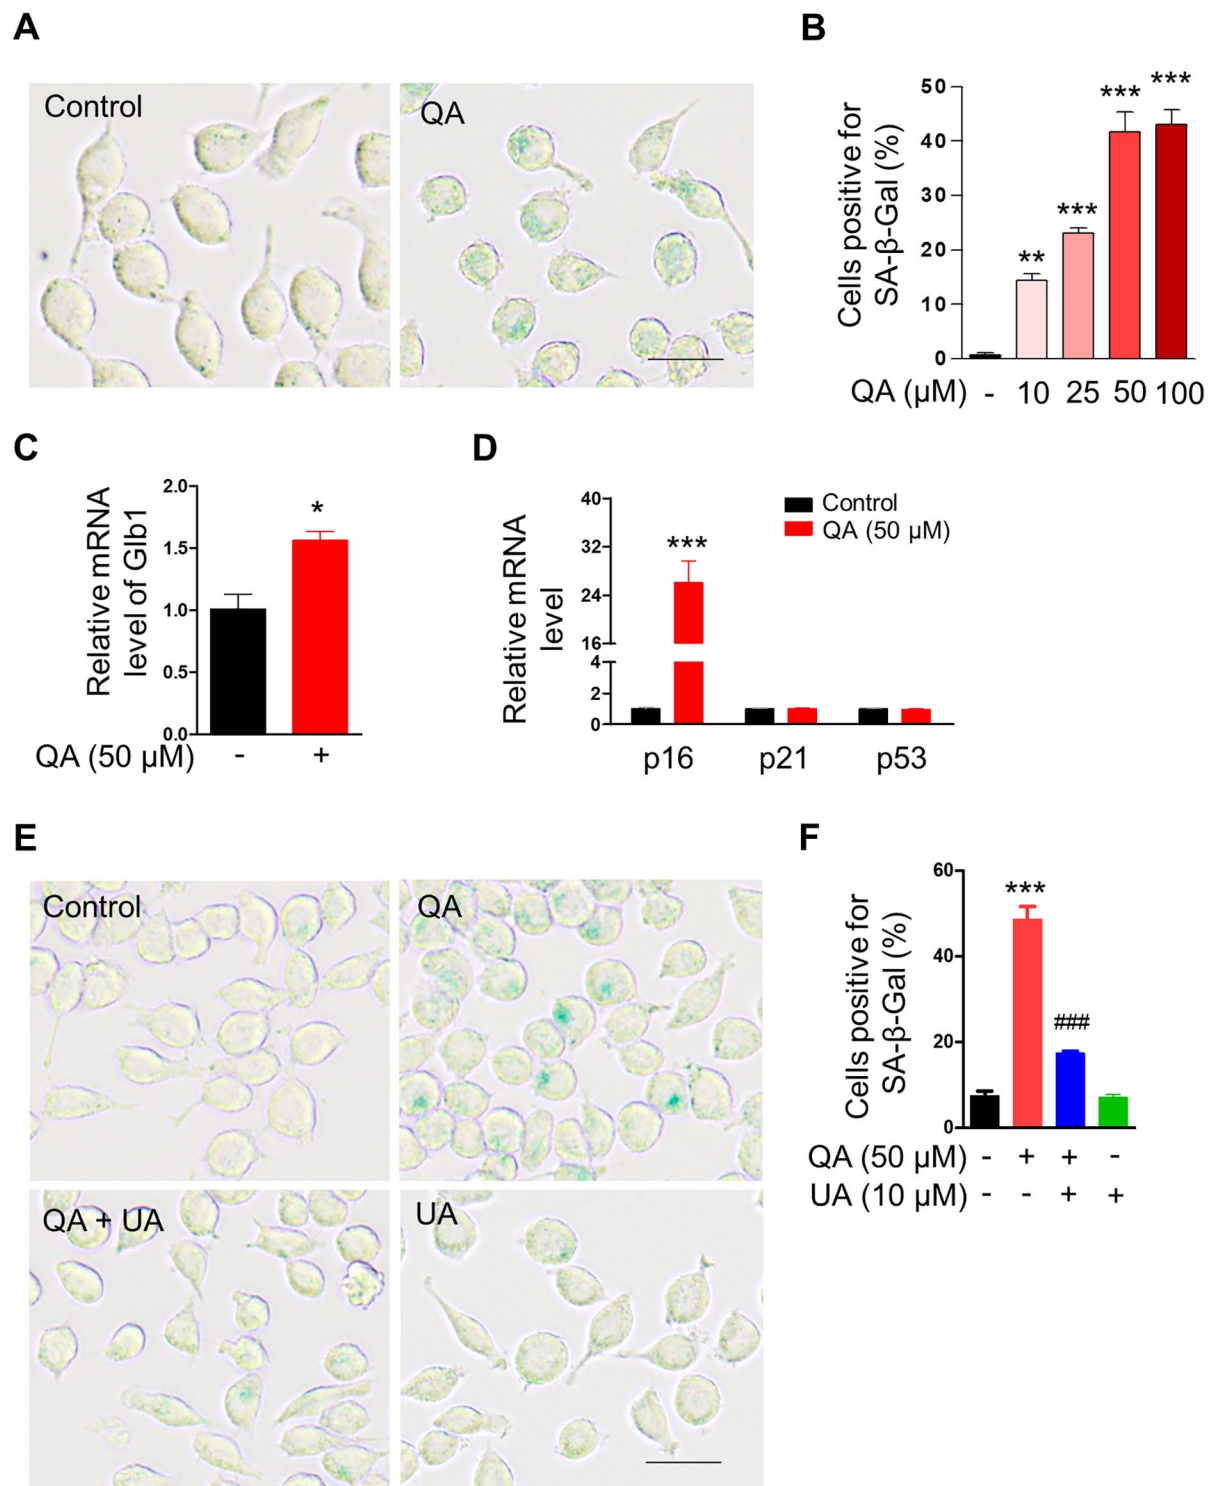 A
Control
QA
B
Cells positive for
SA-β-Gal (%)
50
40
30
20
10
0
**
***
***
***
QA (μM) - 10 25 50 100
C
Relative mRNA
level of Glb1
2.0
1.5
1.0
0.5
0.0
*
QA (50 μM) - +
D
Relative mRNA
level
40
32
24
16
4
2
0
***
Control
QA (50 μM)
p16 p21 p53
E
Control
QA
QA + UA
UA
F
Cells positive for
SA-β-Gal (%)
60
40
20
0
***
###
QA (50 μM) - + + -
UA (10 μM) - - + +